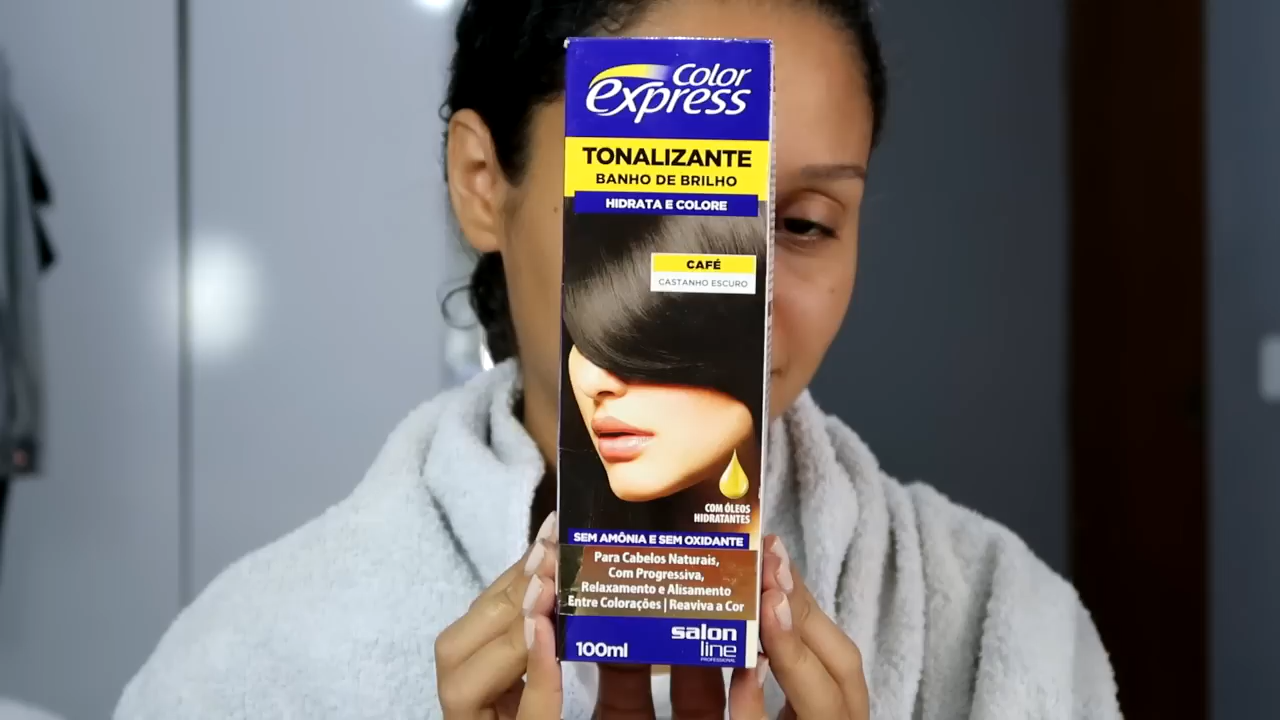 Color
express
TONALIZANTE
BANHO DE BRILHO
HIDRATA E COLORE
CAFÉ
CASTANHO ESCURO
COM ÓLEOS
HIDRATANTES
SEM AMÔNIA E SEM OXIDANTE
Para Cabelos Naturais,
Com Progressiva,
Relaxamento e Alisamento
Entre Colorações | Reaviva a Cor
100ml
salon
line
PROFESSIONAL